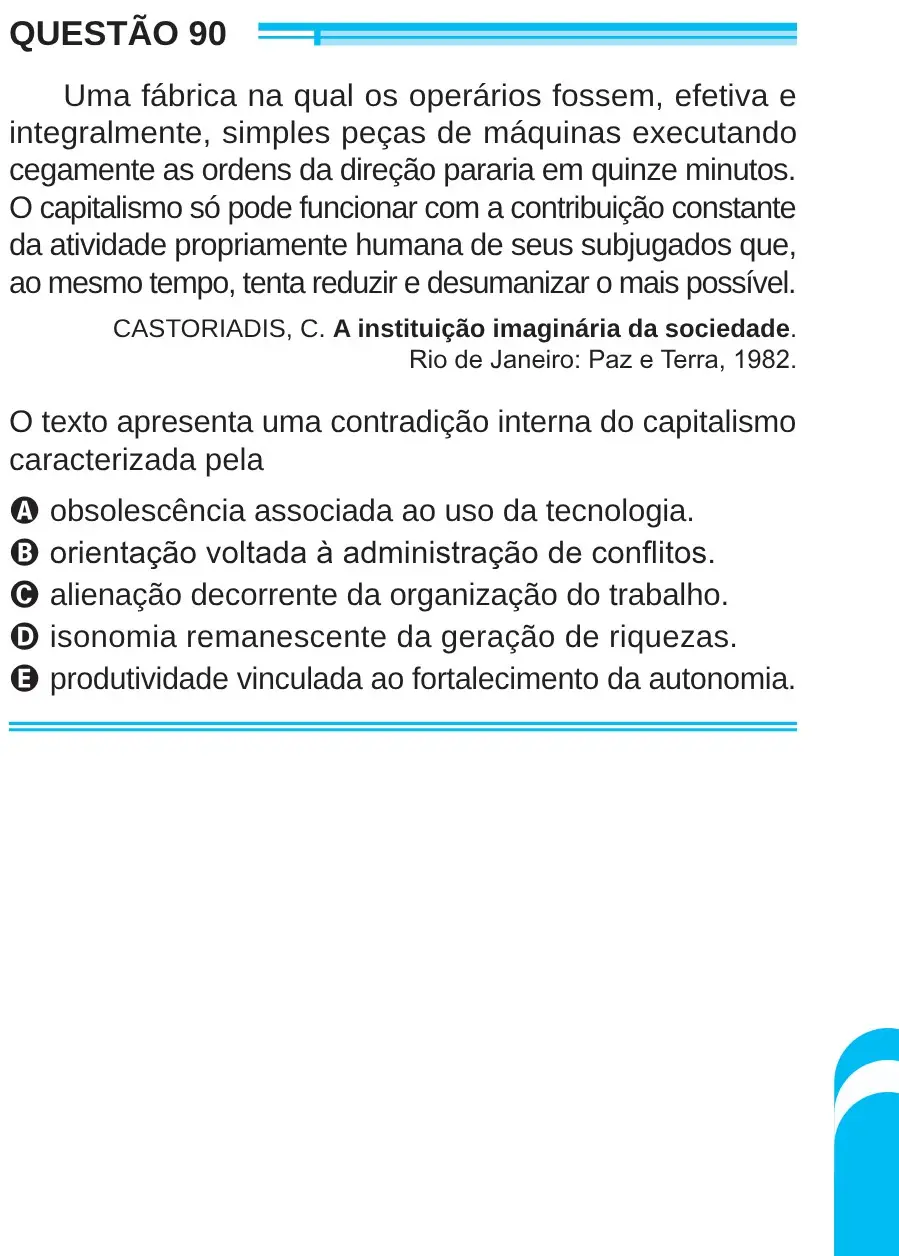 QUESTÃO 90
Uma fábrica na qual os operários fossem, efetiva e
integralmente, simples peças de máquinas executando
cegamente as ordens da direção pararia em quinze minutos.
O capitalismo só pode funcionar com a contribuição constante
da atividade propriamente humana de seus subjugados que,
ao mesmo tempo, tenta reduzir e desumanizar o mais possível.
CASTORIADIS, C. A instituição imaginária da sociedade.
Rio de Janeiro: Paz e Terra, 1982.
O texto apresenta uma contradição interna do capitalismo
caracterizada pela
A obsolescência associada ao uso da tecnologia.
B orientação voltada à administração de conflitos.
C alienação decorrente da organização do trabalho.
D isonomia remanescente da geração de riquezas.
E produtividade vinculada ao fortalecimento da autonomia.